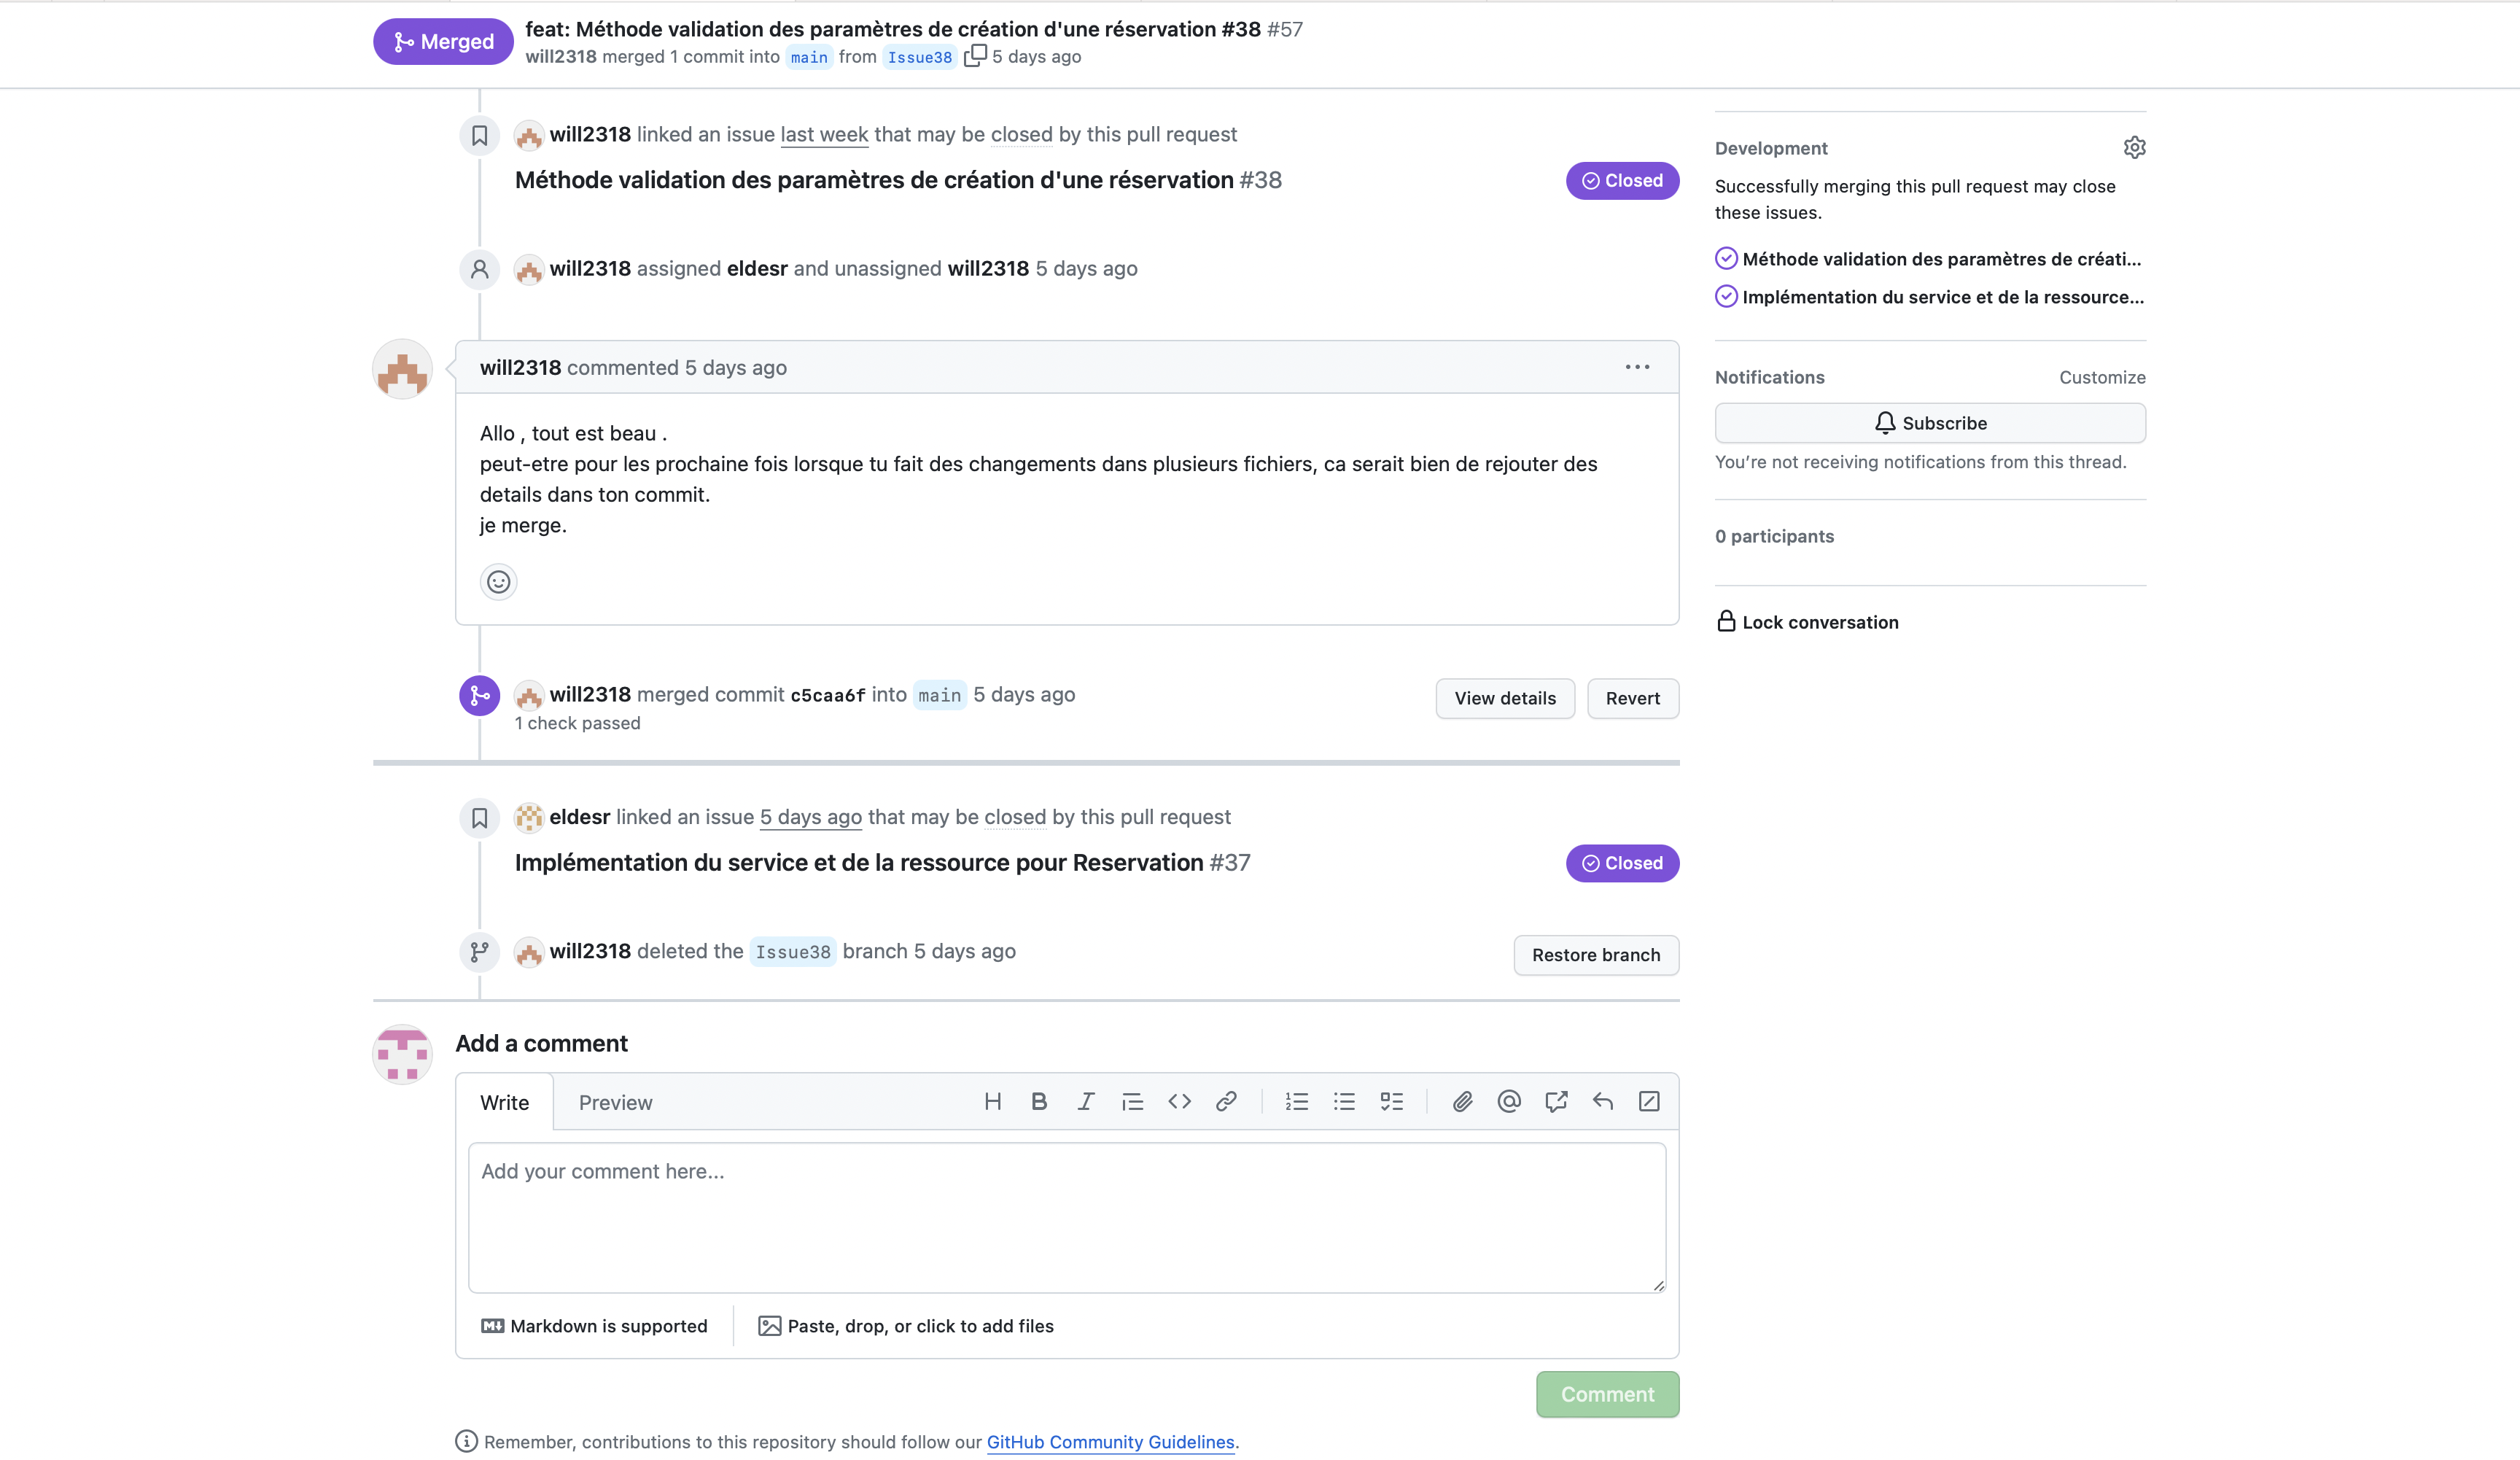 Merged
feat: Méthode validation des paramètres de création d'une réservation #38 #57
will2318 merged 1 commit into main from Issue38 5 days ago
will2318 linked an issue last week that may be closed by this pull request
Méthode validation des paramètres de création d'une réservation #38
Closed
will2318 assigned eldesr and unassigned will2318 5 days ago
will2318 commented 5 days ago
Allo , tout est beau .
peut-etre pour les prochaine fois lorsque tu fait des changements dans plusieurs fichiers, ca serait bien de rejouter des
details dans ton commit.
je merge.
will2318 merged commit c5caa6f into main 5 days ago
1 check passed
View details
Revert
eldesr linked an issue 5 days ago that may be closed by this pull request
Implémentation du service et de la ressource pour Reservation #37
Closed
will2318 deleted the Issue38 branch 5 days ago
Restore branch
Add a comment
Write
Preview
Add your comment here...
Markdown is supported
Paste, drop, or click to add files
Comment
Remember, contributions to this repository should follow our GitHub Community Guidelines.
Development
Successfully merging this pull request may close
these issues.
Méthode validation des paramètres de créati...
Implémentation du service et de la ressource...
Notifications
Customize
Subscribe
You’re not receiving notifications from this thread.
0 participants
Lock conversation